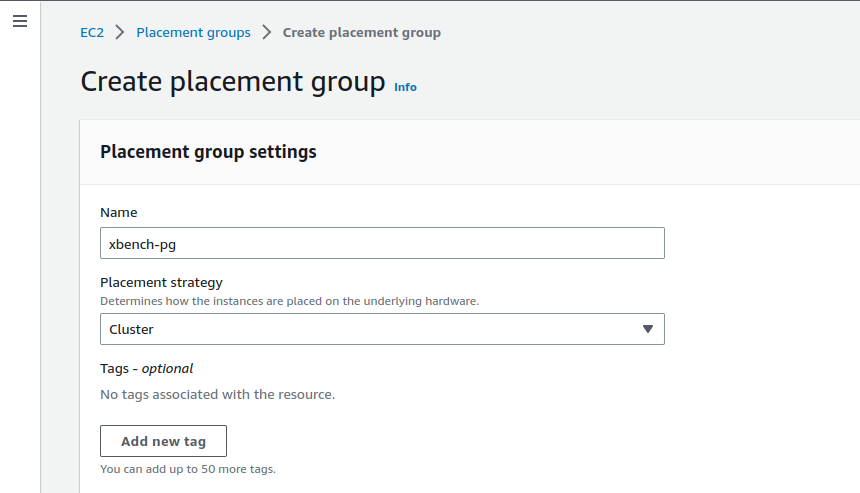 EC2 > Placement groups > Create placement group
Create placement group Info
Placement group settings
Name
xbench-pg
Placement strategy
Determines how the instances are placed on the underlying hardware.
Cluster
Tags - optional
No tags associated with the resource.
Add new tag
You can add up to 50 more tags.